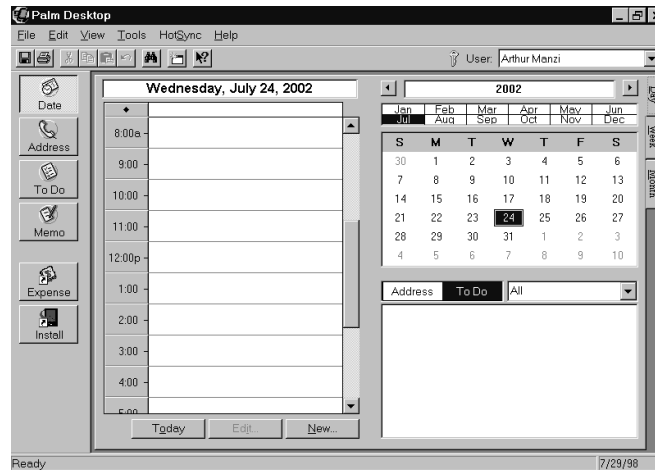 Palm Desktop
File Edit View Tools HotSync Help
User: Arthur Manzi
Date
Address
To Do
Memo
Expense
Install
Wednesday, July 24, 2002
8:00a
9:00
10:00
11:00
12:00p
1:00
2:00
3:00
4:00
5:00
Today Edit... New...
2002
Jan Feb Mar Apr May Jun
Jul Aug Sep Oct Nov Dec
S M T W T F S
30 1 2 3 4 5 6
7 8 9 10 11 12 13
14 15 16 17 18 19 20
21 22 23 24 25 26 27
28 29 30 31 1 2 3
4 5 6 7 8 9 10
Day
Week
Month
Address To Do All
Ready 7/29/98